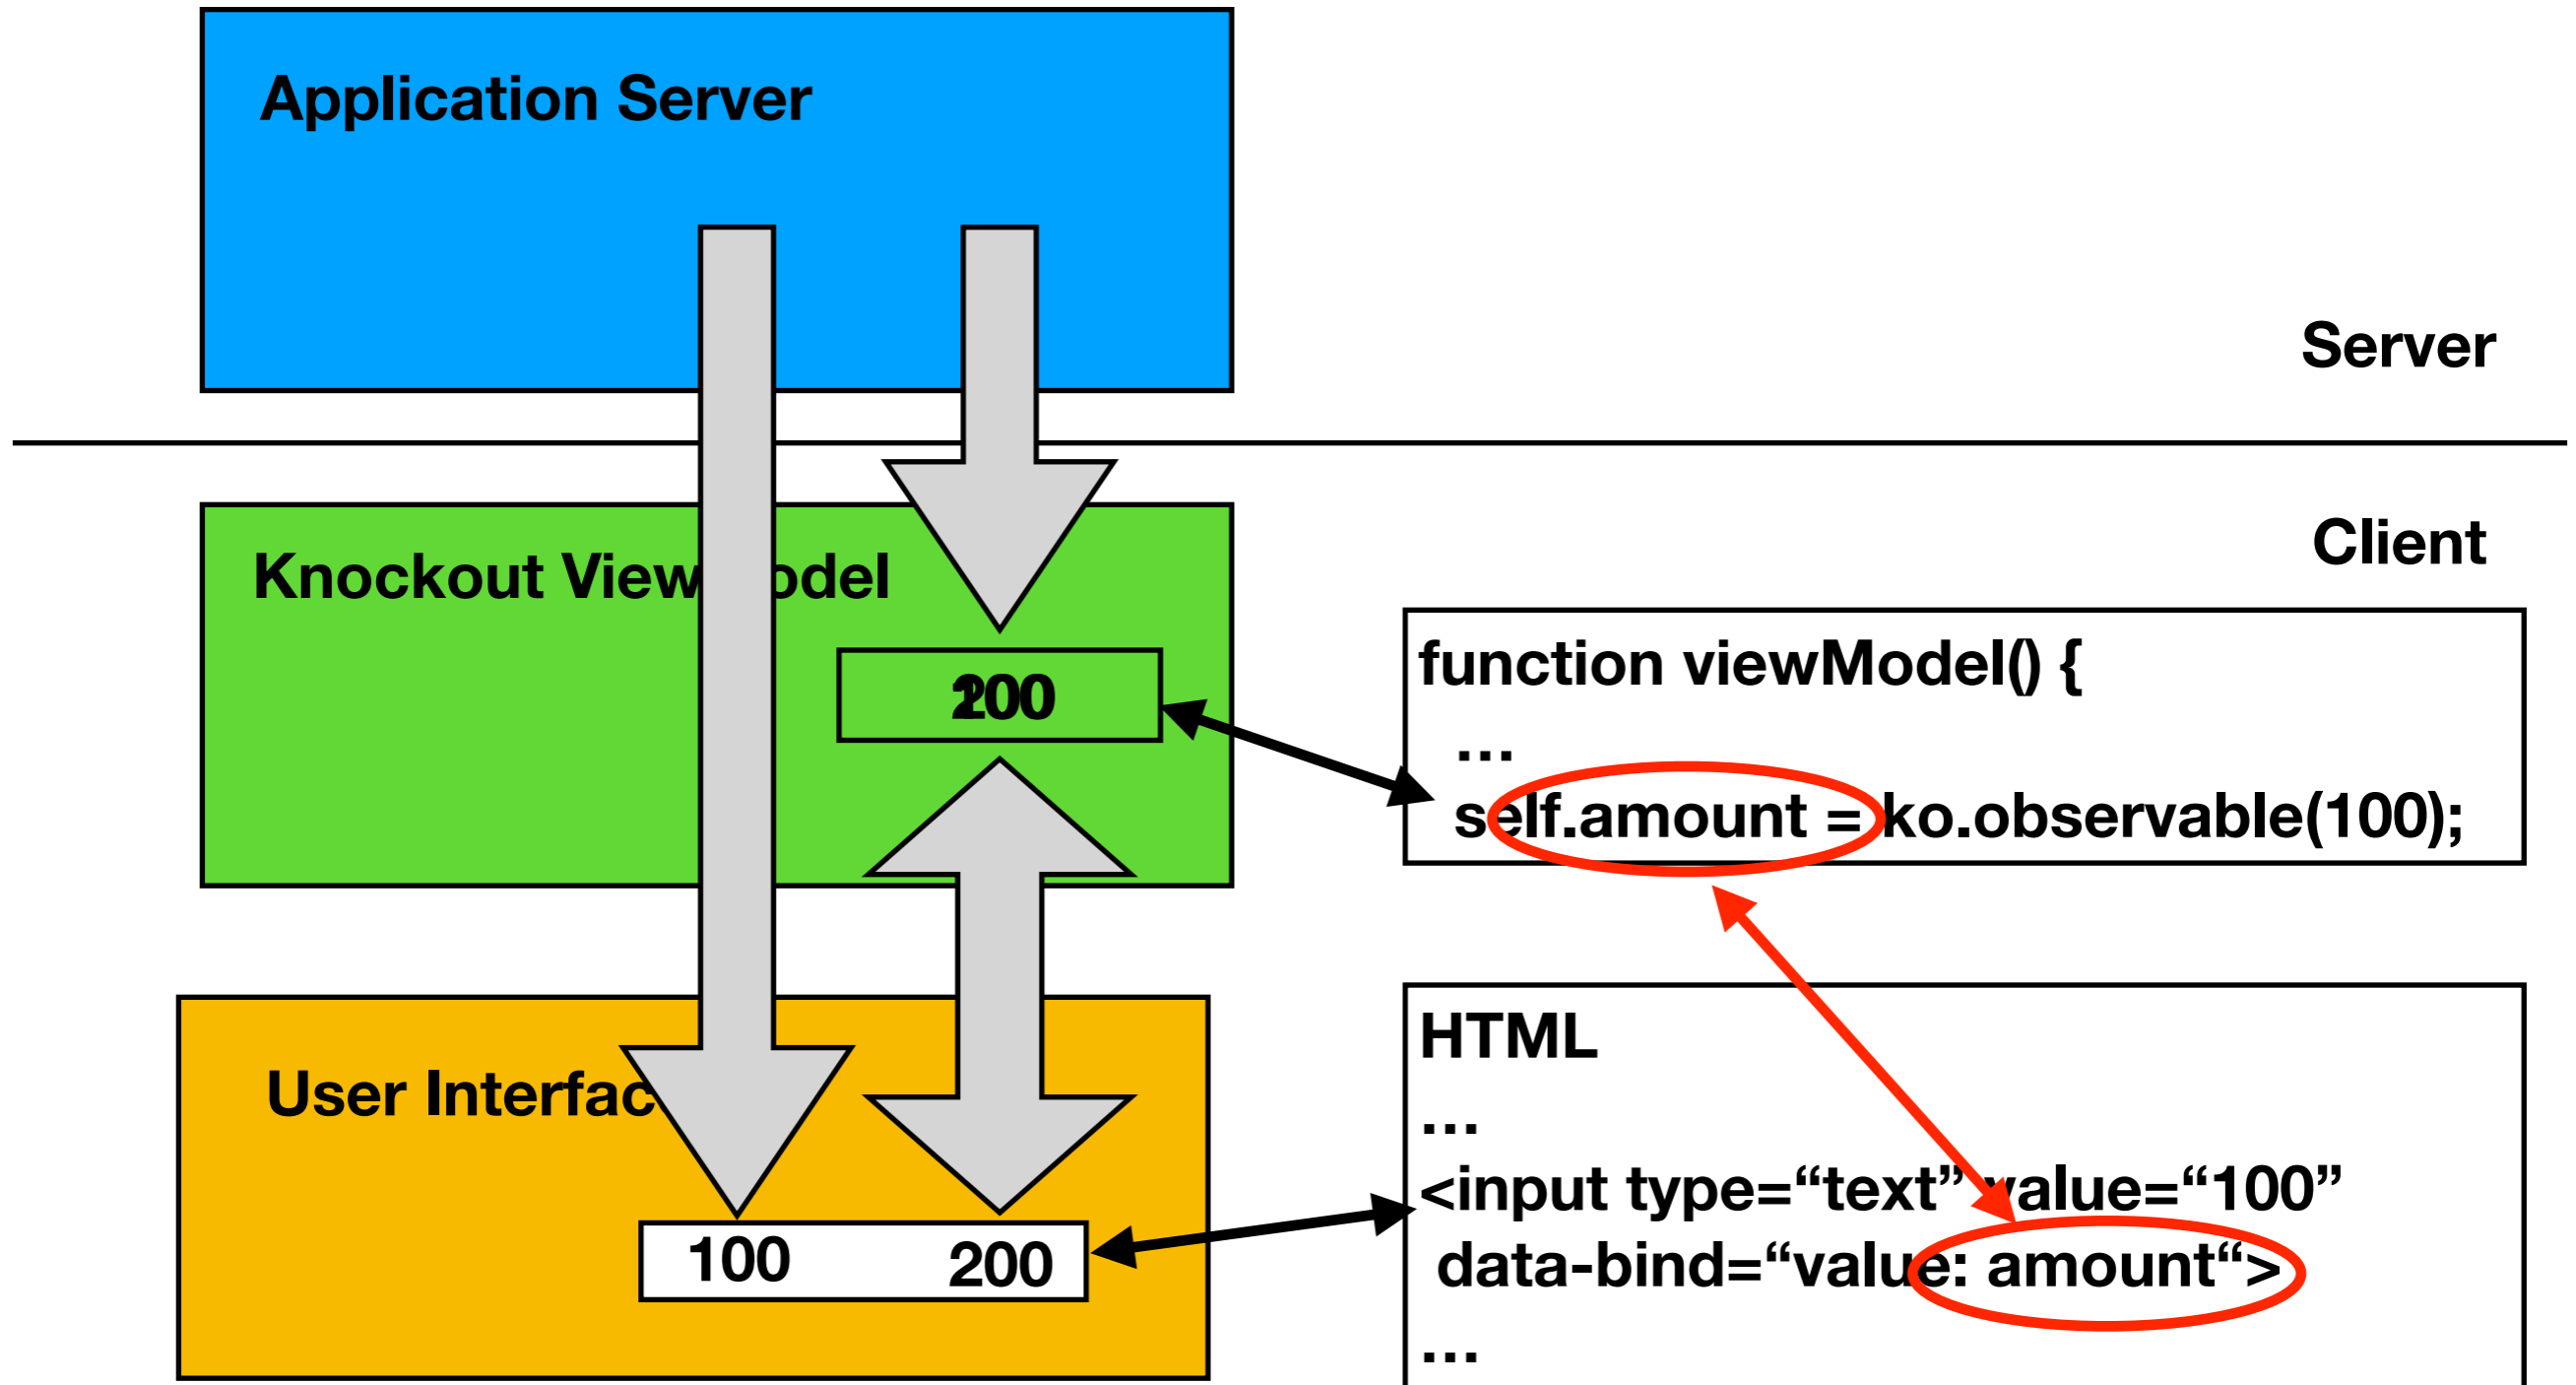 Application Server
Server
Client
Knockout View odel
function viewModel() {
...
self.amount = ko.observable(100);
HTML
...
User Interfac
<input type=“text” value=“100”
100 200
data-bind=“value: amount“>
...